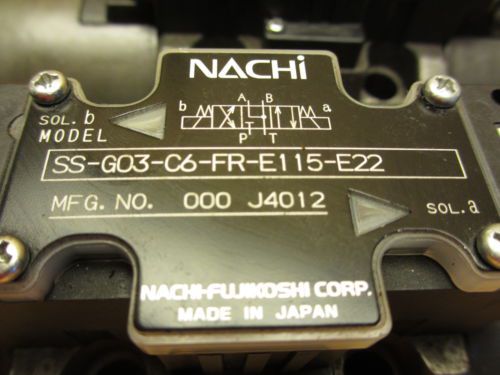 NACHi
A B
SOL. b b a
P T
MODEL
SS-G03-C6-FR-E115-E22
MFG. NO. 000 J4012
SOL. a
NACHI-FUJIKOSHI CORP.
MADE IN JAPAN